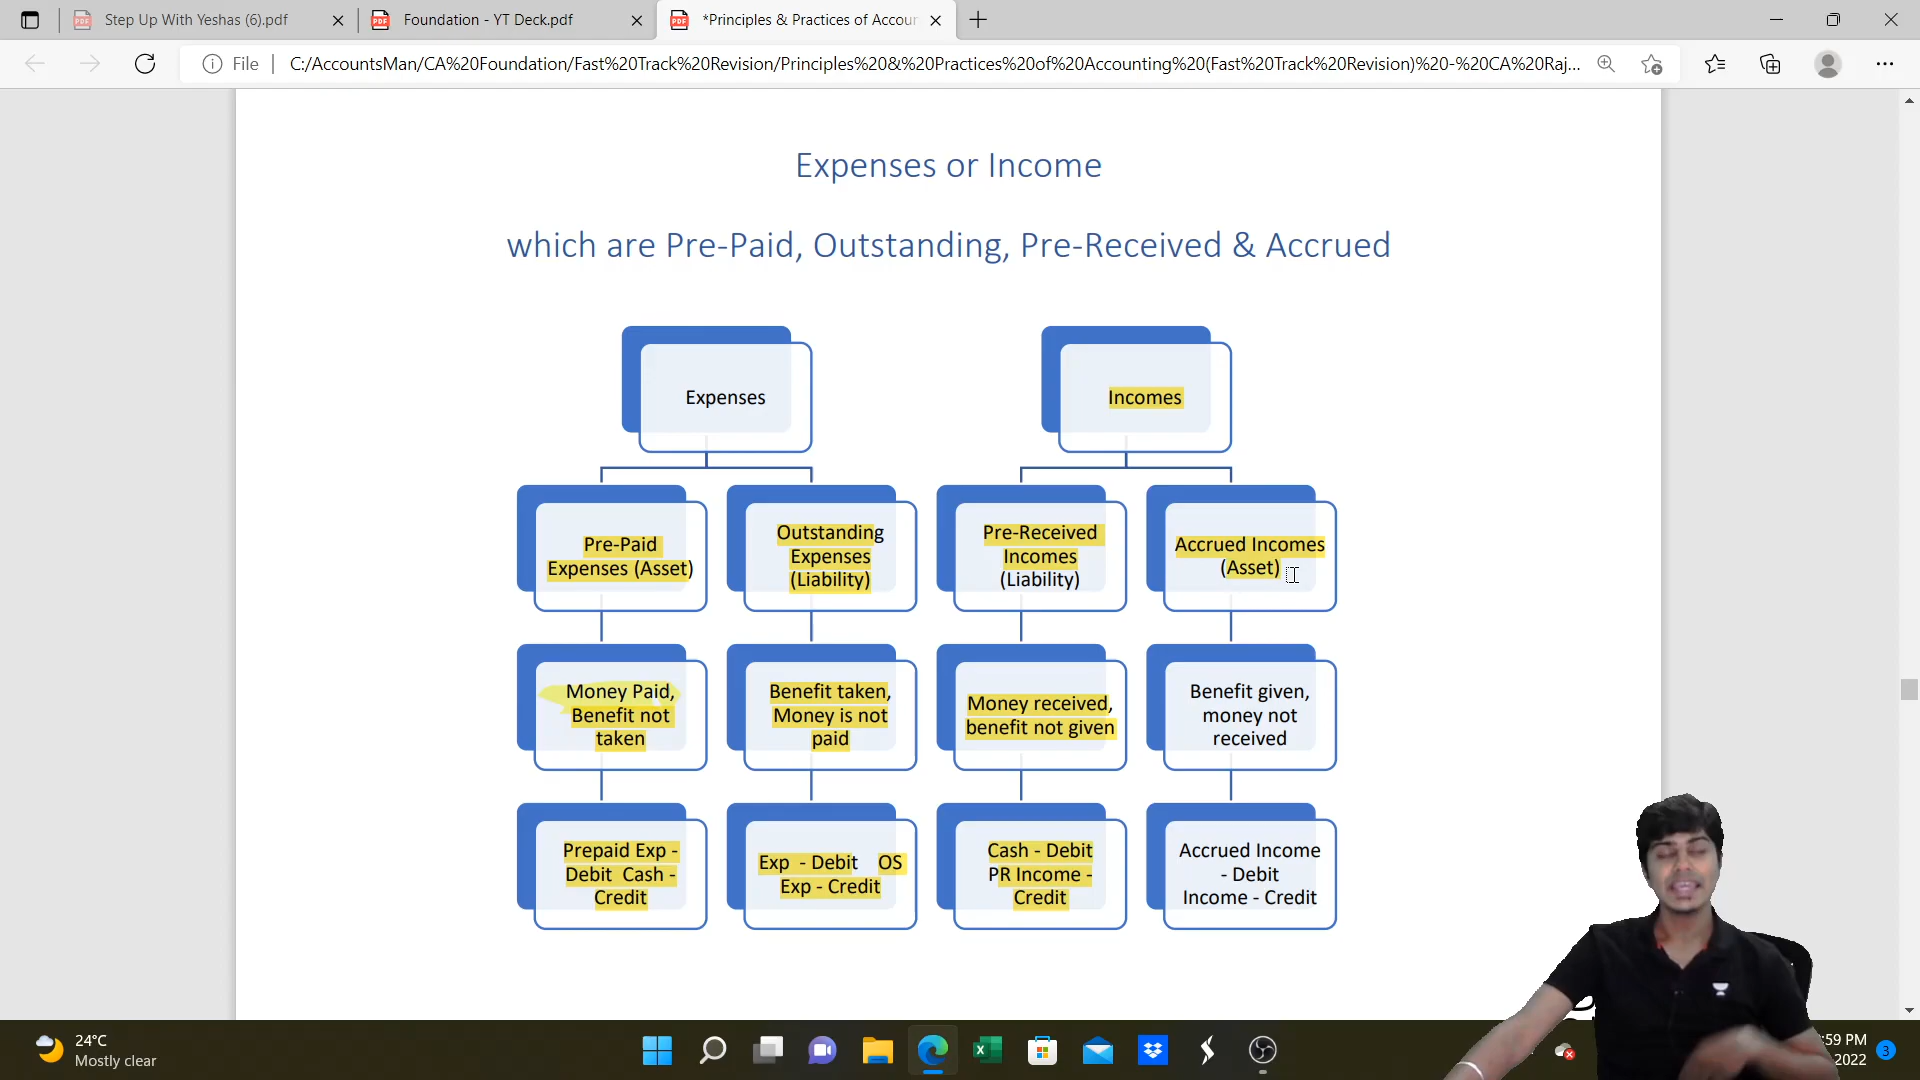 Step Up With Yeshas (6).pdf
Foundation - YT Deck.pdf
*Principles & Practices of Accour
File
C:/AccountsMan/CA%20Foundation/Fast%20Track%20Revision/Principles%20&%20Practices%20of%20Accounting%20(Fast%20Track%20Revision)%20-%20CA%20Raj...
Expenses or Income
which are Pre-Paid, Outstanding, Pre-Received & Accrued
Expenses
Incomes
Pre-Paid
Expenses (Asset)
Outstanding
Expenses
(Liability)
Pre-Received
Incomes
(Liability)
Accrued Incomes
(Asset)
Money Paid,
Benefit not
taken
Benefit taken,
Money is not
paid
Money received,
benefit not given
Benefit given,
money not
received
Prepaid Exp -
Debit Cash -
Credit
Exp - Debit OS
Exp - Credit
Cash - Debit
PR Income -
Credit
Accrued Income
- Debit
Income - Credit
24°C
Mostly clear
:59 PM
2022
3